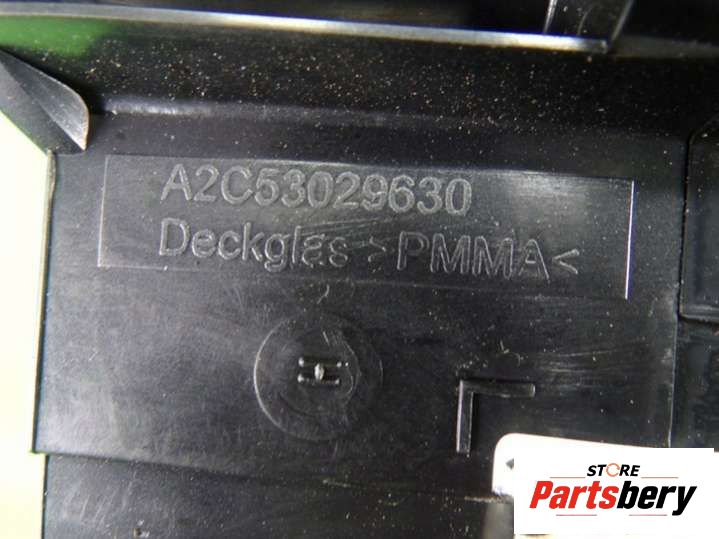 A2C53029630
Deckglas >PMMA<
H
L
STORE
Partsbery